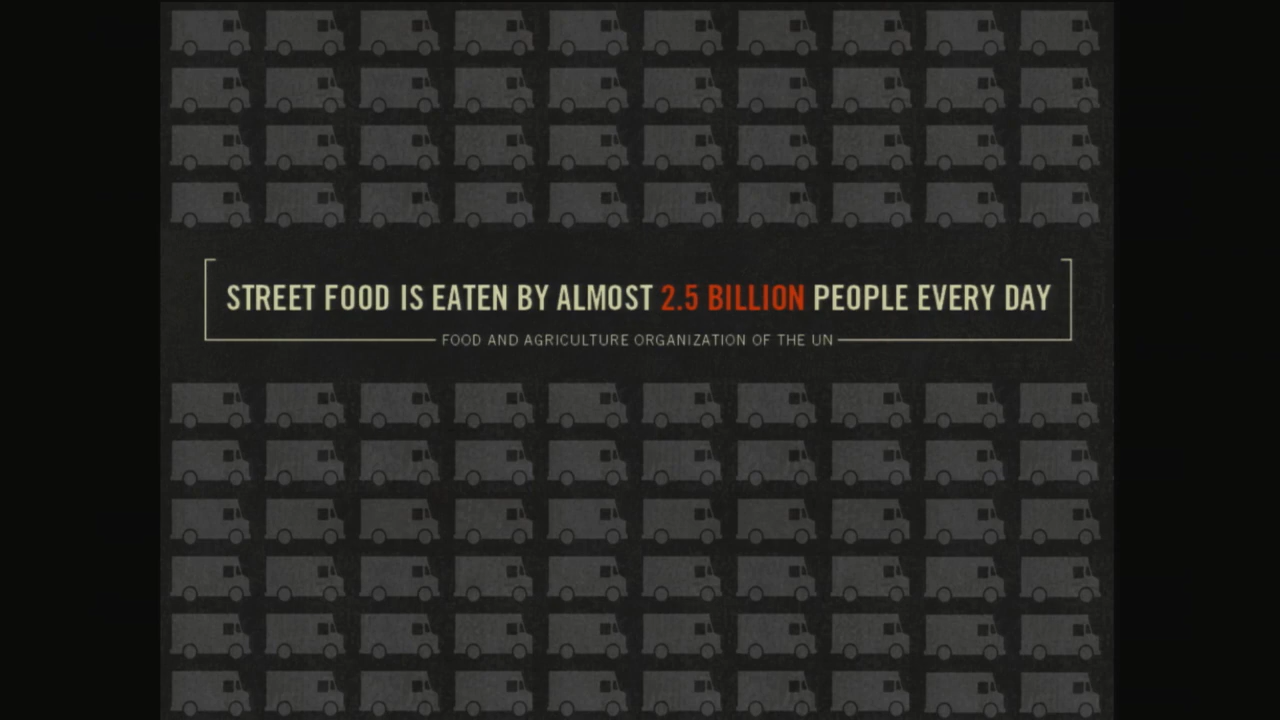 STREET FOOD IS EATEN BY ALMOST 2.5 BILLION PEOPLE EVERY DAY
FOOD AND AGRICULTURE ORGANIZATION OF THE UN